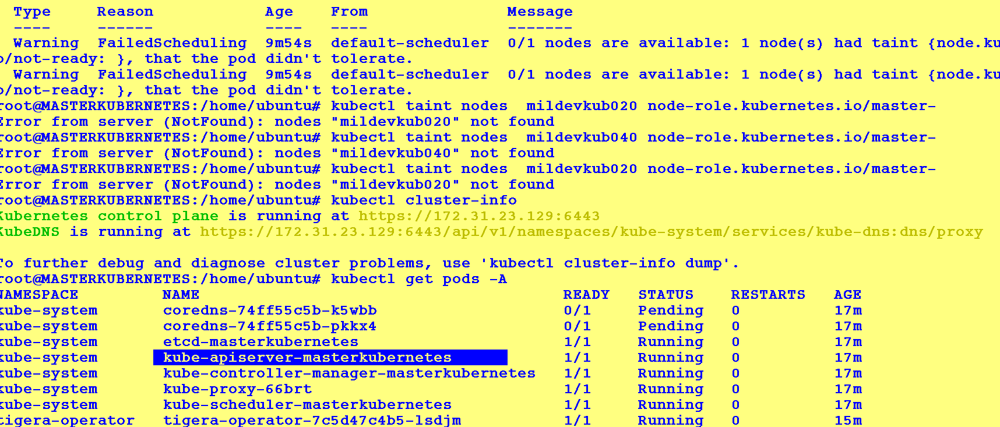 Type Reason Age From Message
---- ------ ---- ---- -------
Warning FailedScheduling 9m54s default-scheduler 0/1 nodes are available: 1 node(s) had taint {node.ku
o/not-ready: }, that the pod didn't tolerate.
Warning FailedScheduling 9m54s default-scheduler 0/1 nodes are available: 1 node(s) had taint {node.ku
o/not-ready: }, that the pod didn't tolerate.
root@MASTERKUBERNETES:/home/ubuntu# kubectl taint nodes mildevkub020 node-role.kubernetes.io/master-
Error from server (NotFound): nodes "mildevkub020" not found
root@MASTERKUBERNETES:/home/ubuntu# kubectl taint nodes mildevkub040 node-role.kubernetes.io/master-
Error from server (NotFound): nodes "mildevkub040" not found
root@MASTERKUBERNETES:/home/ubuntu# kubectl taint nodes mildevkub020 node-role.kubernetes.io/master-
Error from server (NotFound): nodes "mildevkub020" not found
root@MASTERKUBERNETES:/home/ubuntu# kubectl cluster-info
Kubernetes control plane is running at https://172.31.23.129:6443
KubeDNS is running at https://172.31.23.129:6443/api/v1/namespaces/kube-system/services/kube-dns:dns/proxy
To further debug and diagnose cluster problems, use 'kubectl cluster-info dump'.
root@MASTERKUBERNETES:/home/ubuntu# kubectl get pods -A
NAMESPACE NAME READY STATUS RESTARTS AGE
kube-system coredns-74ff55c5b-k5wbb 0/1 Pending 0 17m
kube-system coredns-74ff55c5b-pkkx4 0/1 Pending 0 17m
kube-system etcd-masterkubernetes 1/1 Running 0 17m
kube-system kube-apiserver-masterkubernetes 1/1 Running 0 17m
kube-system kube-controller-manager-masterkubernetes 1/1 Running 0 17m
kube-system kube-proxy-66brt 1/1 Running 0 17m
kube-system kube-scheduler-masterkubernetes 1/1 Running 0 17m
tigera-operator tigera-operator-7c5d47c4b5-lsdjm 1/1 Running 0 15m